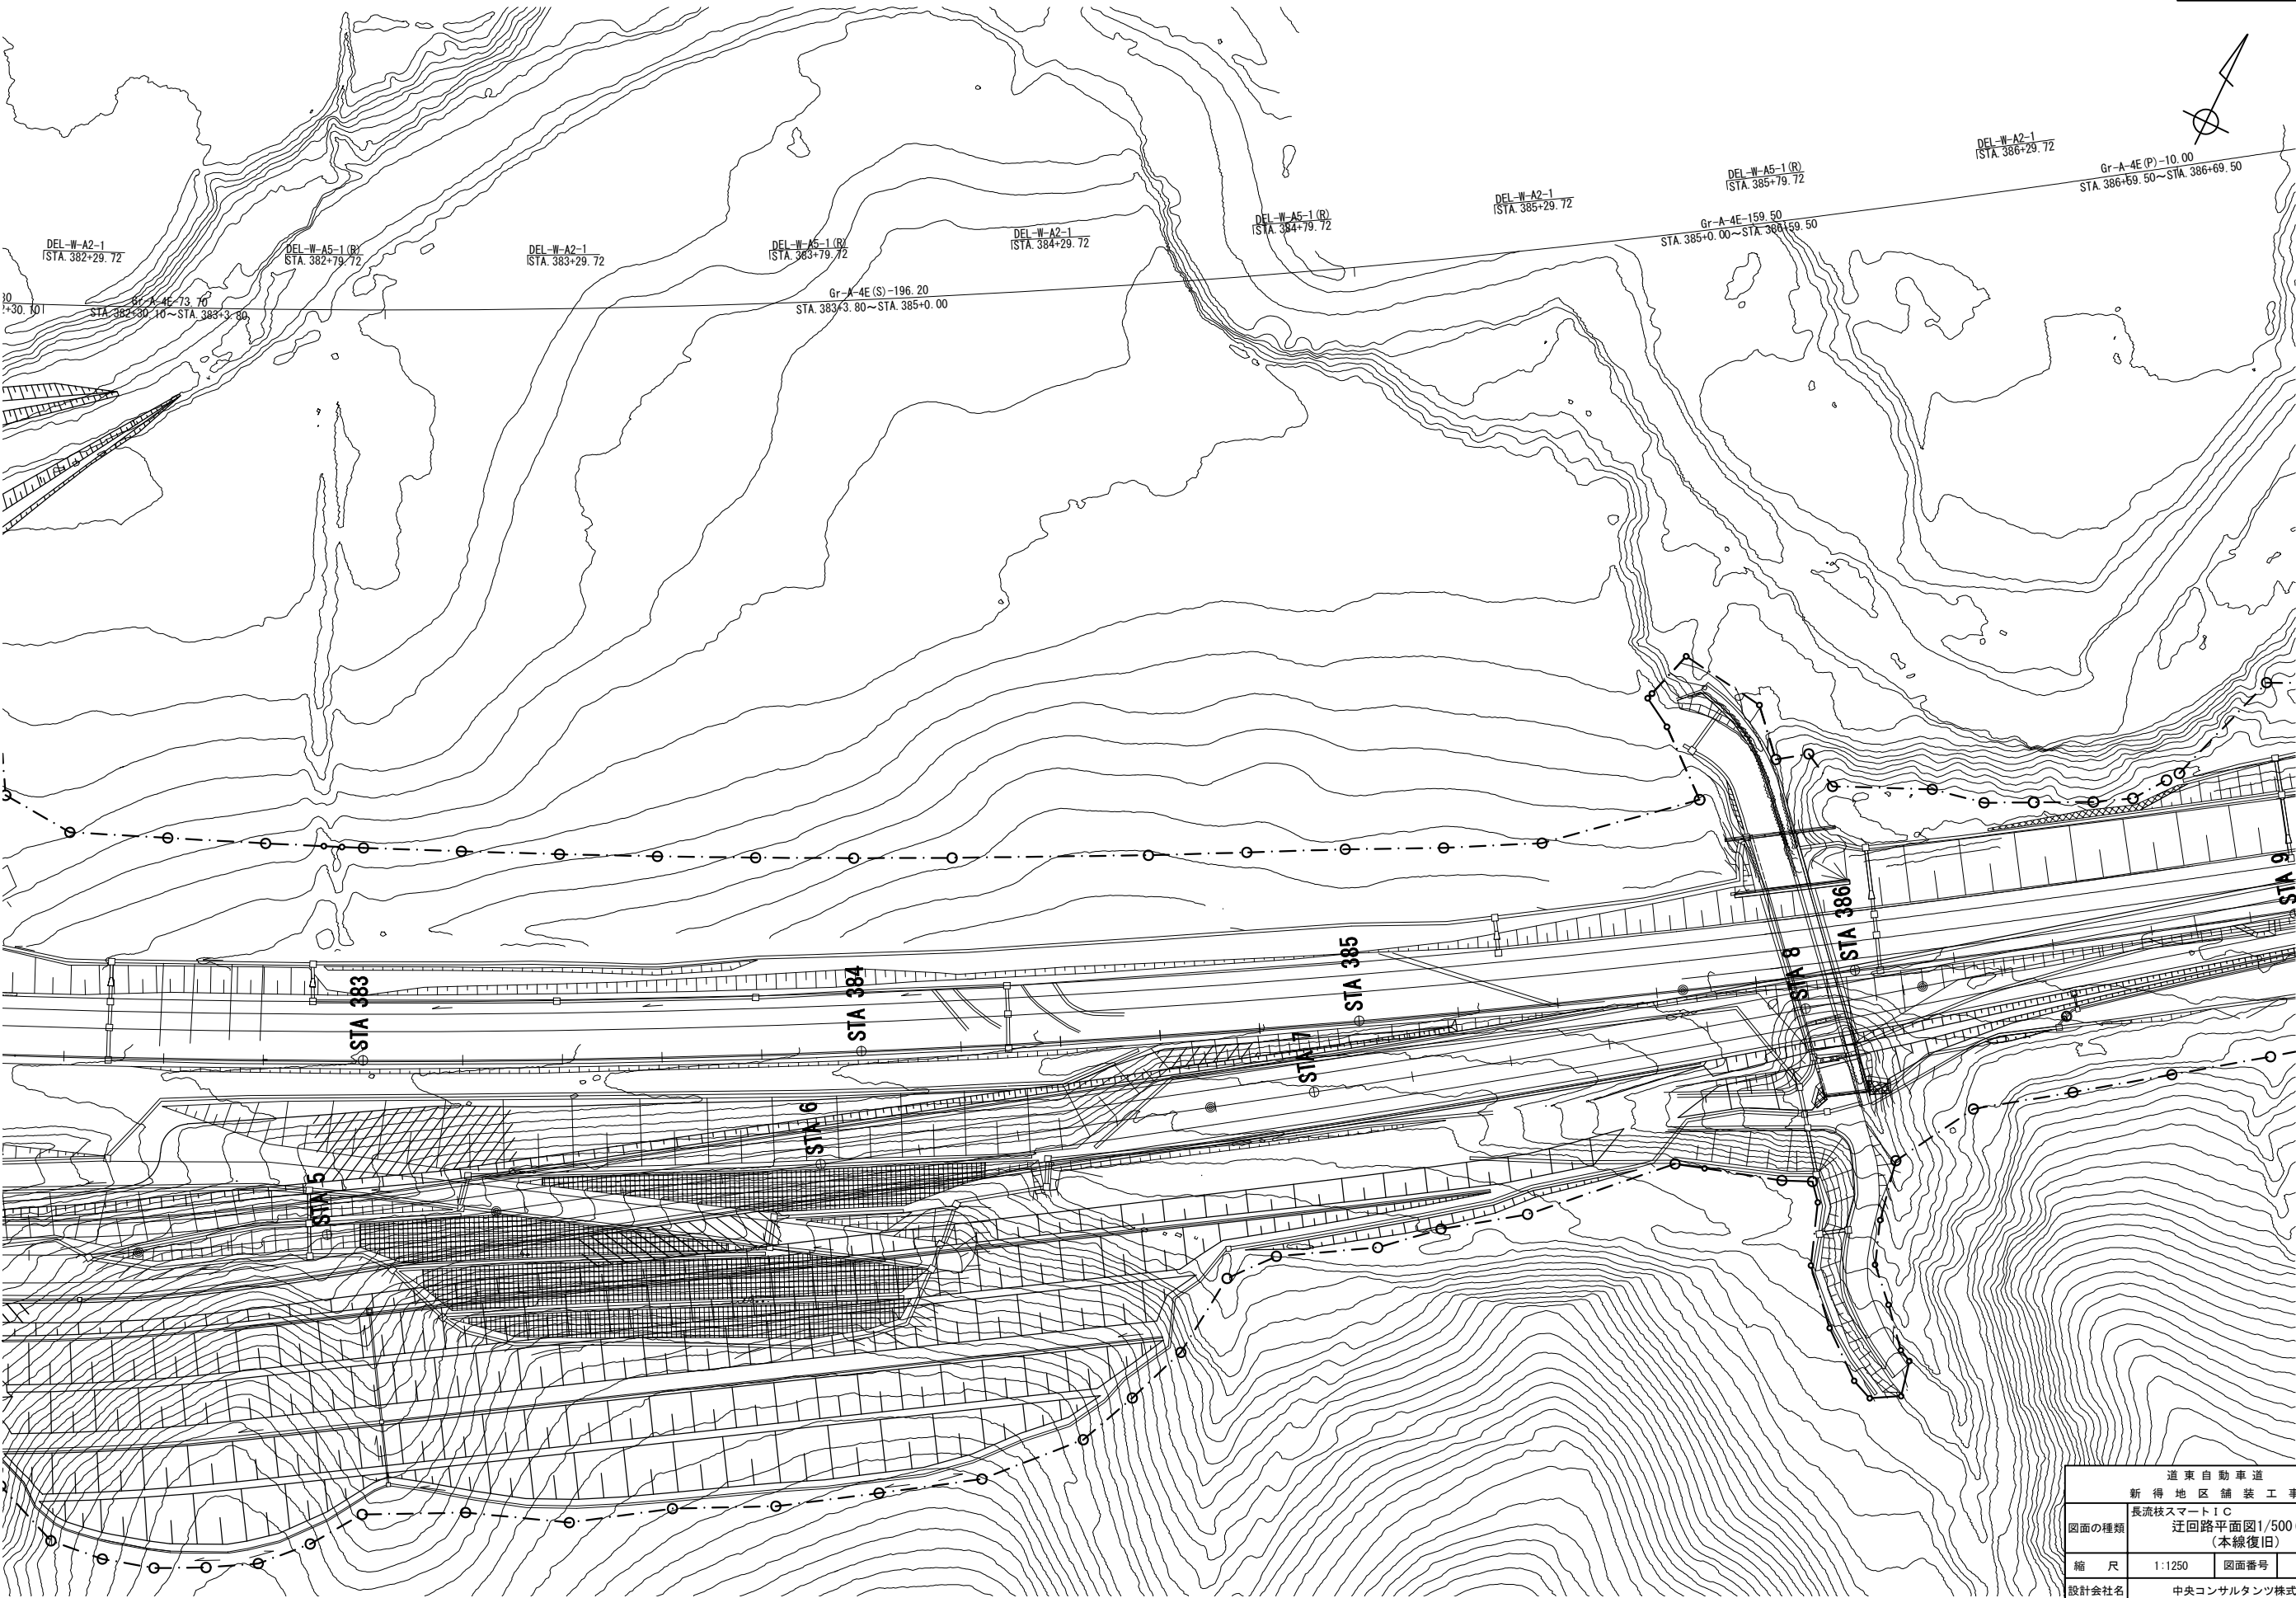 DEL-W-A2-1
STA. 386+29. 72
Gr-A-4E(P)-10. 00
STA. 386+59. 50～STA. 386+69. 50
DEL-W-A5-1(R)
STA. 385+79. 72
DEL-W-A2-1
STA. 385+29. 72
DEL-W-A5-1(R)
STA. 384+79. 72
Gr-A-4E-159. 50
STA. 385+0. 00～STA. 386+59. 50
DEL-W-A2-1
STA. 382+29. 72
DEL-W-A5-1(R)
STA. 382+79. 72
DEL-W-A2-1
STA. 383+29. 72
DEL-W-A5-1(R)
STA. 383+79. 72
DEL-W-A2-1
STA. 384+29. 72
+30. 10
Gr-A-4E-73. 70
STA. 382+30. 10～STA. 383+3. 80
Gr-A-4E(S)-196. 20
STA. 383+3. 80～STA. 385+0. 00
STA 383
STA 384
STA 385
STA 386
STA 5
STA 6
STA 7
STA 8
STA 9
道東自動車道
新得地区舗装工事
図面の種類
長流枝スマートＩＣ
迂回路平面図1/500
（本線復旧）
縮 尺 1:1250 図面番号
設計会社名 中央コンサルタンツ株式